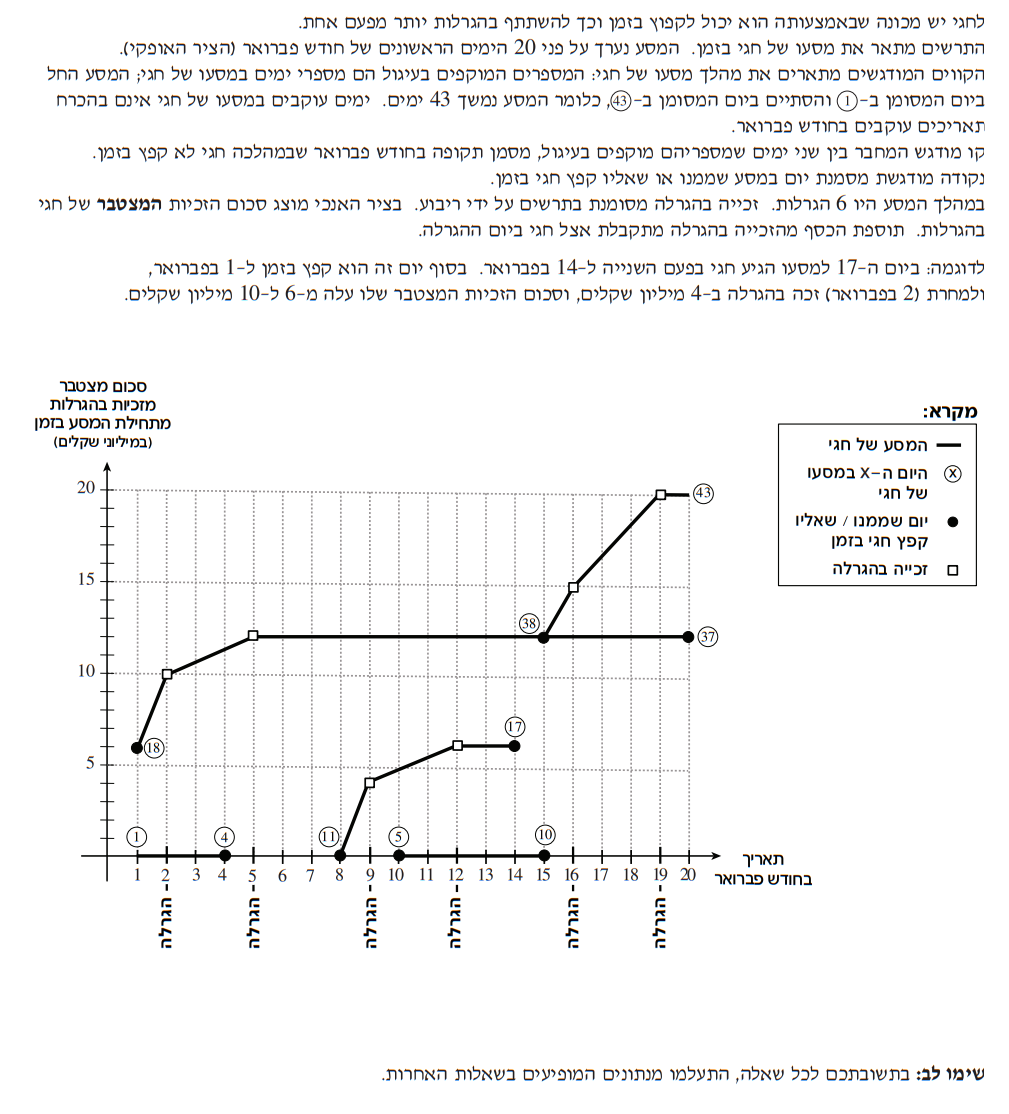 לחגי יש מכונה שבאמצעותה הוא יכול לקפוץ בזמן וכך להשתתף בהגרלות יותר מפעם אחת.
התרשים מתאר את מסעו של חגי בזמן. המסע נערך על פני 20 הימים הראשונים של חודש פברואר (הציר האופקי).
הקווים המודגשים מתארים את מהלך מסעו של חגי: המספרים המוקפים בעיגול הם מספרי ימים במסעו של חגי; המסע החל
ביום המסומן ב-① והסתיים ביום המסומן ב-㊸, כלומר המסע נמשך 43 ימים. ימים עוקבים במסעו של חגי אינם בהכרח
תאריכים עוקבים בחודש פברואר.
קו מודגש המחבר בין שני ימים שמספריהם מוקפים בעיגול, מסמן תקופה בחודש פברואר שבמהלכה חגי לא קפץ בזמן.
נקודה מודגשת מסמנת יום במסע שממנו או שאליו קפץ חגי בזמן.
במהלך המסע היו 6 הגרלות. זכייה בהגרלה מסומנת בתרשים על ידי ריבוע. בציר האנכי מוצג סכום הזכיות המצטבר של חגי
בהגרלות. תוספת הכסף מהזכייה בהגרלה מתקבלת אצל חגי ביום ההגרלה.
לדוגמה: ביום ה-17 למסעו הגיע חגי בפעם השנייה ל-14 בפברואר. בסוף יום זה הוא קפץ בזמן ל-1 בפברואר,
ולמחרת (2 בפברואר) זכה בהגרלה ב-4 מיליון שקלים, וסכום הזכיות המצטבר שלו עלה מ-6 ל-10 מיליון שקלים.
סכום מצטבר
מזכיות בהגרלות
מתחילת המסע בזמן
(במיליוני שקלים)
מקרא:
המסע של חגי
x היום ה-x במסעו
של חגי
יום שממנו / שאליו
קפץ חגי בזמן
זכייה בהגרלה
20
43
15
38
37
10
17
18
5
1
4
11
5
10
1 2 3 4 5 6 7 8 9 10 11 12 13 14 15 16 17 18 19 20
תאריך
בחודש פברואר
הגרלה
הגרלה
הגרלה
הגרלה
הגרלה
הגרלה
שימו לב: בתשובתכם לכל שאלה, התעלמו מנתונים המופיעים בשאלות האחרות.